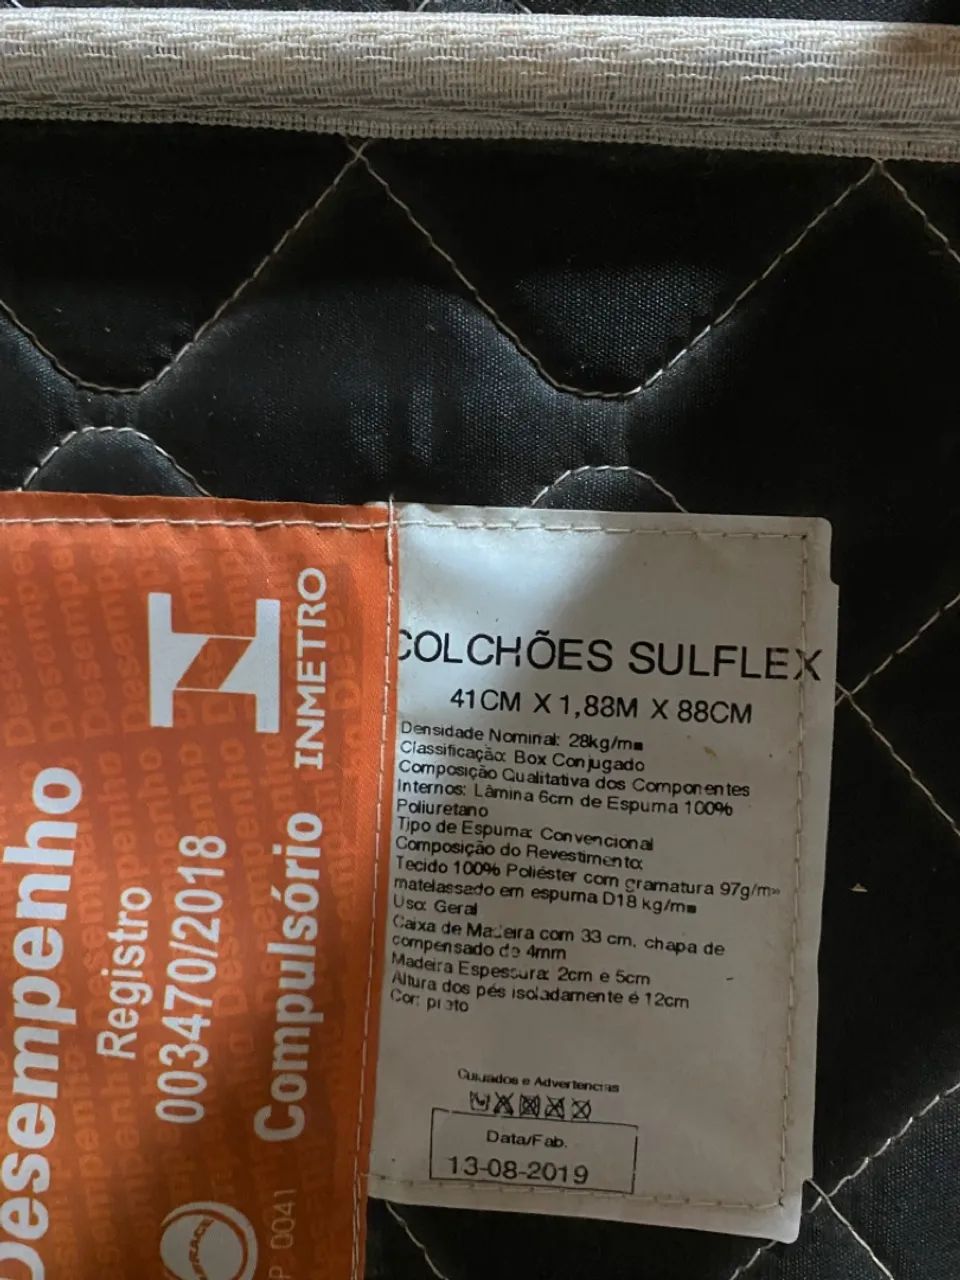 COLCHÕES SULFLEX
41CM X 1,88M X 88CM
Densidade Nominal: 28kg/m
Classificação: Box Conjugado
Composição Qualitativa dos Componentes
Internos: Lâmina 6cm de Espuma 100%
Poliuretano
Tipo de Espuma: Convencional
Composição do Revestimento:
Tecido 100% Poliéster com gramatura 97g/m
matelassado em espuma D18 kg/m
Uso: Geral
Caixa de Madeira com 33 cm, chapa de
compensado de 4mm
Madeira Espessura: 2cm e 5cm
Altura dos pés isoladamente é 12cm
Cor: preto
Cuidados e Advertencias
Data/Fab.
13-08-2019
Desempenho
Registro
003470/2018
Compulsório
INMETRO
P 0041